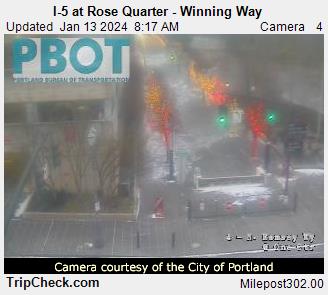 I-5 at Rose Quarter - Winning Way
Updated Jan 13 2024 8:17 AM Camera 4
PBOT
PORTLAND BUREAU OF TRANSPORTATION
Camera courtesy of the City of Portland
TripCheck.com Milepost302.00